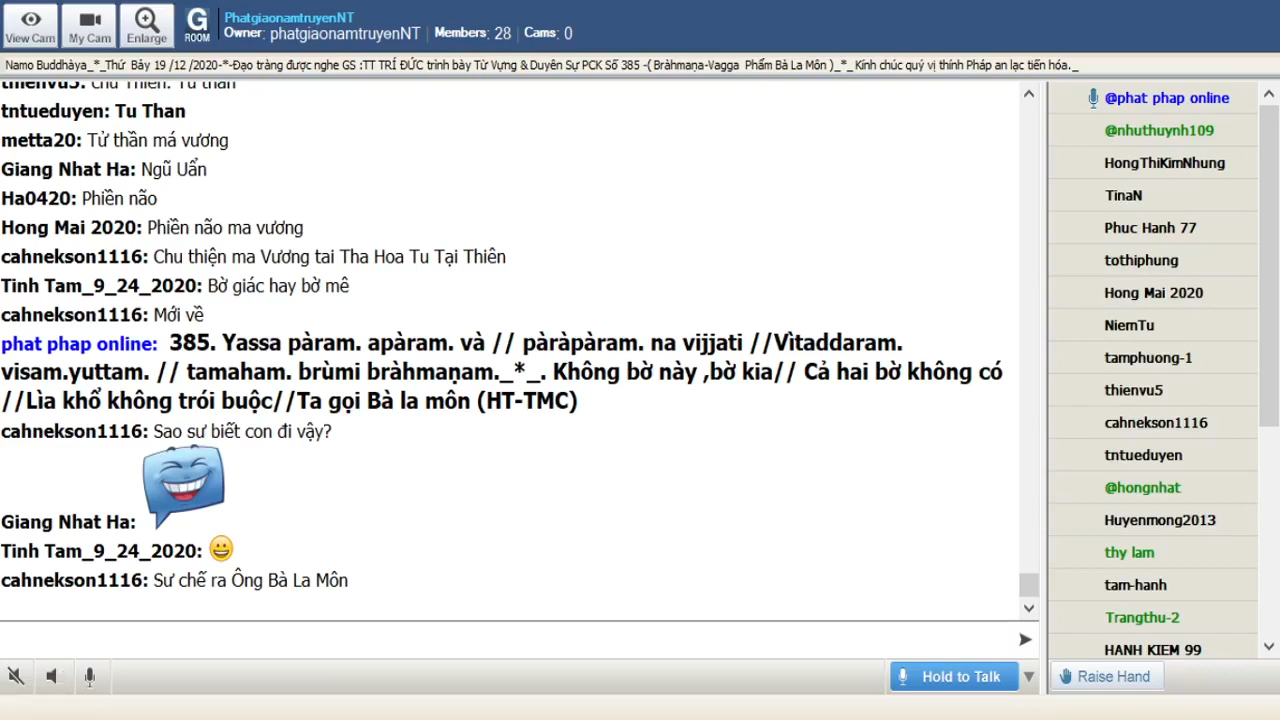 View Cam
My Cam
Enlarge
G
ROOM
PhatgiaonamtruyenNT
Owner: phatgiaonamtruyenNT | Members: 28 | Cams: 0
Namo Buddhàya_*_Thứ Bảy 19 /12 /2020-*-Đạo tràng được nghe GS :TT TRÍ ĐỨC trình bày Từ Vựng & Duyên Sự PCK Số 385 -( Bràhmaṇa-Vagga Phẩm Bà La Môn )_*_Kính chúc quý vị thính Pháp an lạc tiến hóa._
thienvu5: Chu Thien. Tu than
tntueduyen: Tu Than
metta20: Tử thần má vương
Giang Nhat Ha: Ngũ Uẩn
Ha0420: Phiền não
Hong Mai 2020: Phiền não ma vương
cahnekson1116: Chu thiện ma Vương tai Tha Hoa Tu Tại Thiên
Tinh Tam_9_24_2020: Bờ giác hay bờ mê
cahnekson1116: Mới về
phat phap online: 385. Yassa pàram. apàram. và // pàràpàram. na vijjati //Vìtaddaram.
visam.yuttam. // tamaham. brùmi bràhmaṇam._*_. Không bờ này ,bờ kia// Cả hai bờ không có
//Lìa khổ không trói buộc//Ta gọi Bà la môn (HT-TMC)
cahnekson1116: Sao sư biết con đi vậy?
Giang Nhat Ha:
Tinh Tam_9_24_2020:
cahnekson1116: Sư chế ra Ông Bà La Môn
@phat phap online
@nhuthuynh109
HongThiKimNhung
TinaN
Phuc Hanh 77
tothiphung
Hong Mai 2020
NiemTu
tamphuong-1
thienvu5
cahnekson1116
tntueduyen
@hongnhat
Huyenmong2013
thy lam
tam-hanh
Trangthu-2
HANH KIEM 99
Hold to Talk
Raise Hand